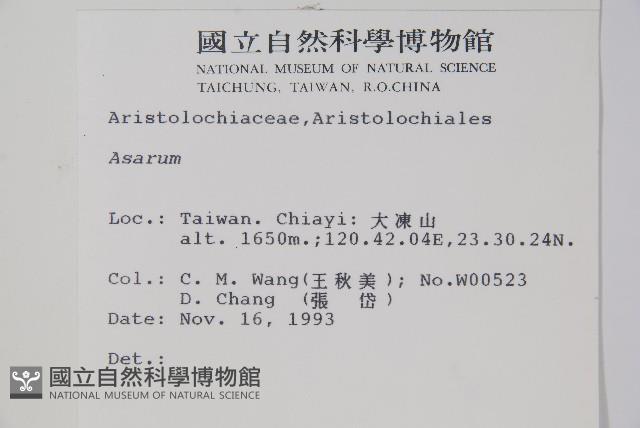 國立自然科學博物館
NATIONAL MUSEUM OF NATURAL SCIENCE
TAICHUNG, TAIWAN, R.O.CHINA
Aristolochiaceae,Aristolochiales
Asarum
Loc.: Taiwan. Chiayi: 大凍山
alt. 1650m.;120.42.04E,23.30.24N.
Col.: C. M. Wang(王秋美); No.W00523
D. Chang (張 岱)
Date: Nov. 16, 1993
Det.:
國立自然科學博物館
NATIONAL MUSEUM OF NATURAL SCIENCE